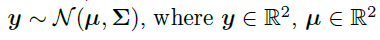 y ∼ 𝒩(μ, Σ), where y ∈ ℝ², μ ∈ ℝ²